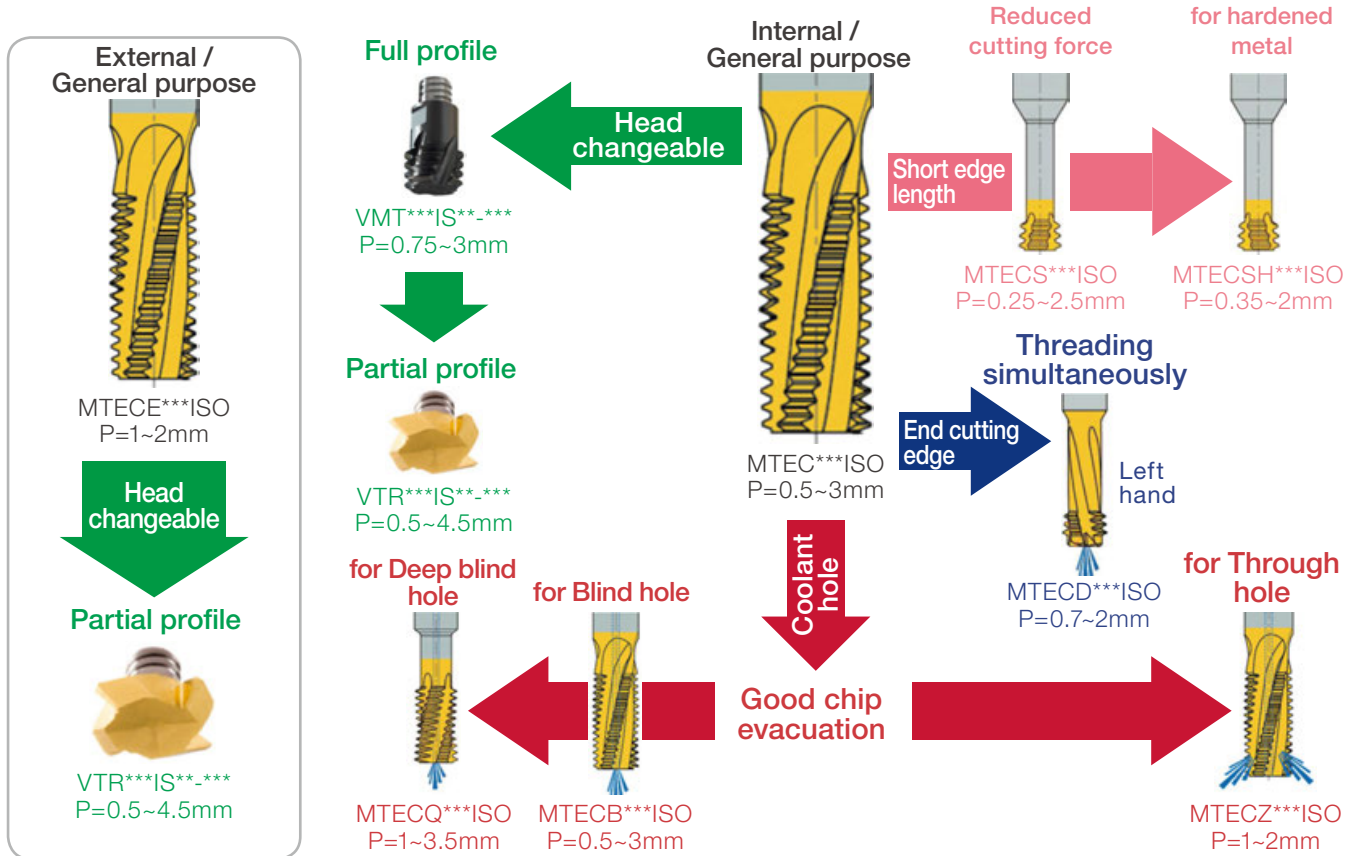 External /
General purpose
MTECE***ISO
P=1~2mm
Head
changeable
Partial profile
VTR***IS**-***
P=0.5~4.5mm
Full profile
VMT***IS**-***
P=0.75~3mm
Partial profile
VTR***IS**-***
P=0.5~4.5mm
Head
changeable
Internal /
General purpose
MTEC***ISO
P=0.5~3mm
Short edge
length
Reduced
cutting force
MTECS***ISO
P=0.25~2.5mm
for hardened
metal
MTECSH***ISO
P=0.35~2mm
End cutting
edge
Threading
simultaneously
Left
hand
MTECD***ISO
P=0.7~2mm
Coolant
hole
Good chip
evacuation
for Deep blind
hole
MTECQ***ISO
P=1~3.5mm
for Blind hole
MTECB***ISO
P=0.5~3mm
for Through
hole
MTECZ***ISO
P=1~2mm